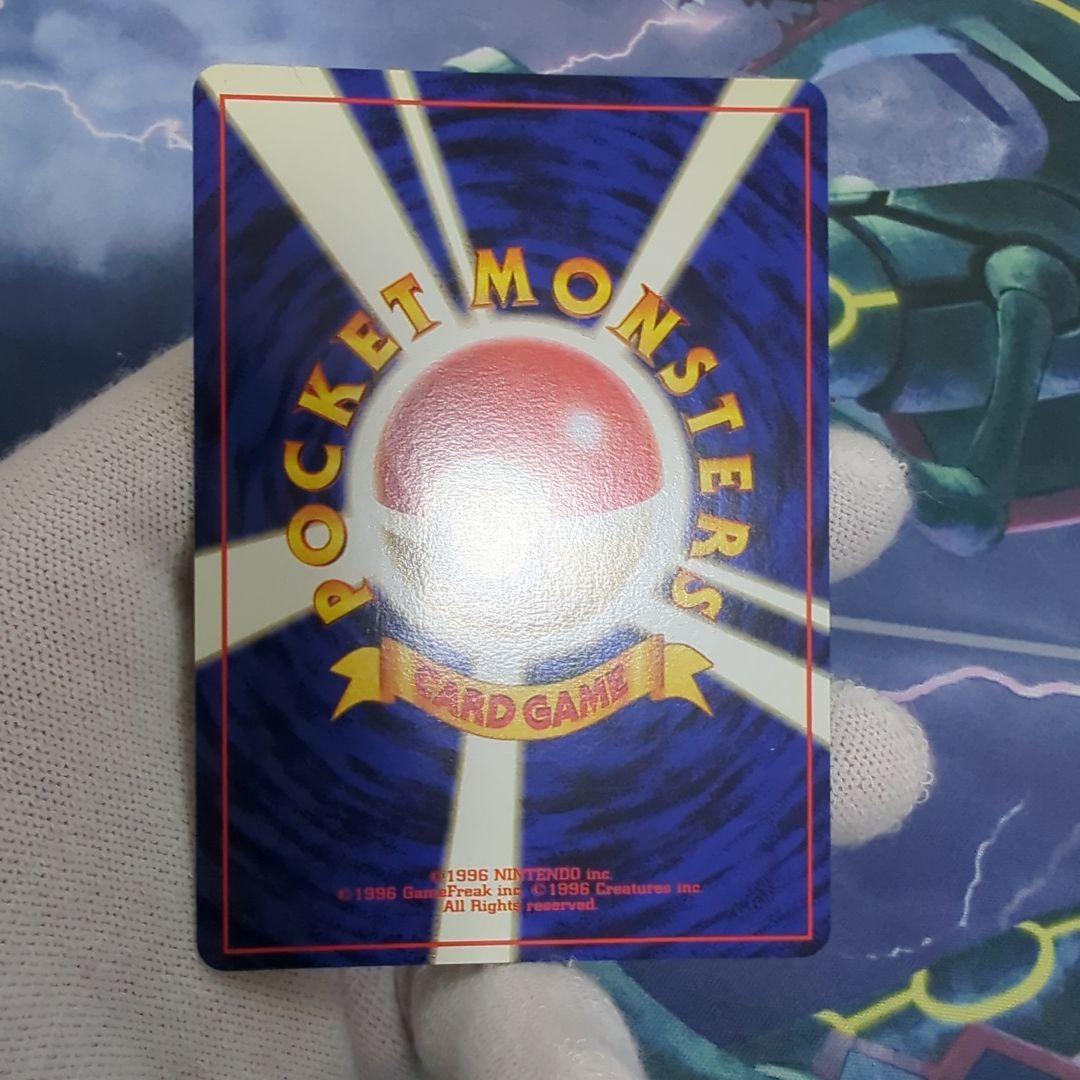 POCKET MONSTERS
CARD GAME
©1996 NINTENDO inc.
©1996 GameFreak inc. ©1996 Creatures inc.
All Rights reserved.